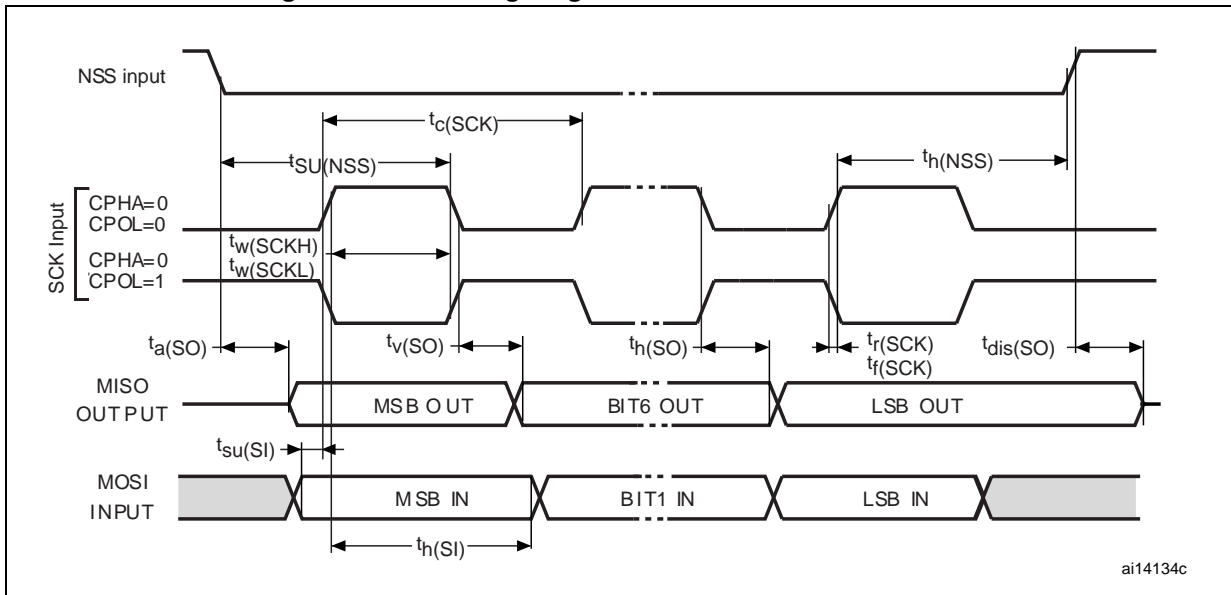 NSS input
tc(SCK)
tSU(NSS)
th(NSS)
SCK Input
CPHA=0
CPOL=0
tw(SCKH)
CPHA=0
tw(SCKL)
CPOL=1
ta(SO)
tv(SO)
th(SO)
tr(SCK)
tf(SCK)
tdis(SO)
MISO
OUTPUT
MSB OUT
BIT6 OUT
LSB OUT
tsu(SI)
MOSI
INPUT
MSB IN
BIT1 IN
LSB IN
th(SI)
ai14134c